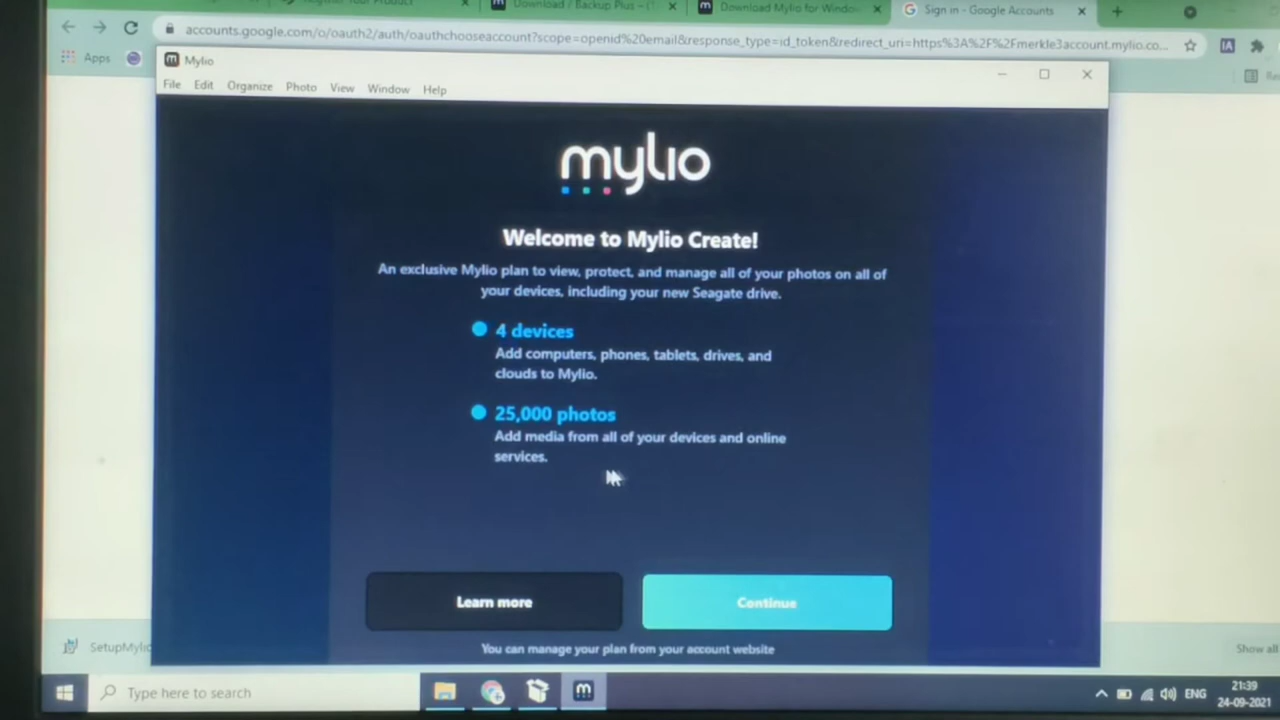 Download / Backup Plus – (
Download Mylio for Windo
Sign in - Google Accounts
accounts.google.com/o/oauth2/auth/oauthchooseaccount?scope=openid%20email&response_type=id_token&redirect_uri=https%3A%2F%2Fmerkle3account.mylio.co...
IA
Apps
Mylio
File Edit Organize Photo View Window Help
mylio
Welcome to Mylio Create!
An exclusive Mylio plan to view, protect, and manage all of your photos on all of
your devices, including your new Seagate drive.
4 devices
Add computers, phones, tablets, drives, and
clouds to Mylio.
25,000 photos
Add media from all of your devices and online
services.
Learn more
Continue
You can manage your plan from your account website
SetupMylio
Show all
Type here to search
ENG
21:39
24-09-2021